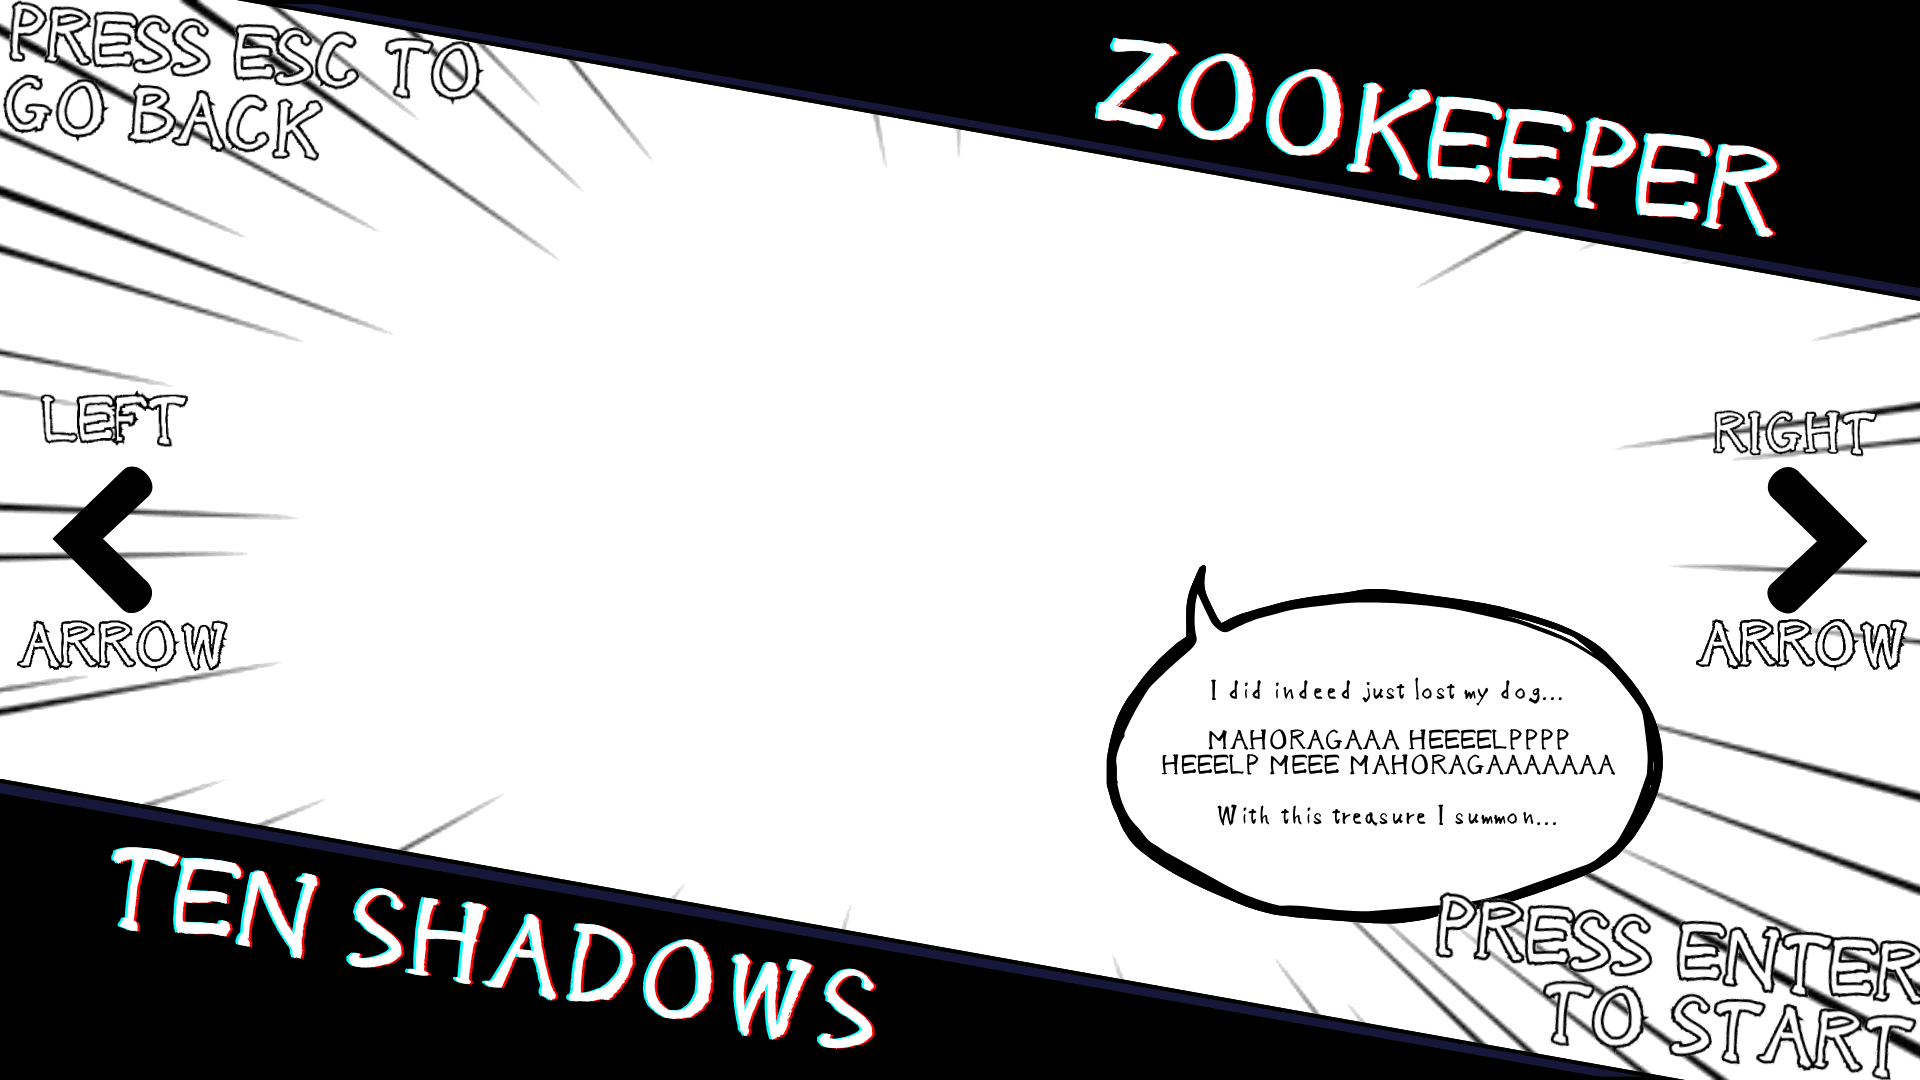 PRESS ESC TO
GO BACK
ZOOKEEPER
LEFT
ARROW
RIGHT
ARROW
I did indeed just lost my dog...
MAHORAGAAA HEEEELPPPP
HEEELP MEEE MAHORAGAAAAAAA
With this treasure I summon...
TEN SHADOWS
PRESS ENTER
TO START